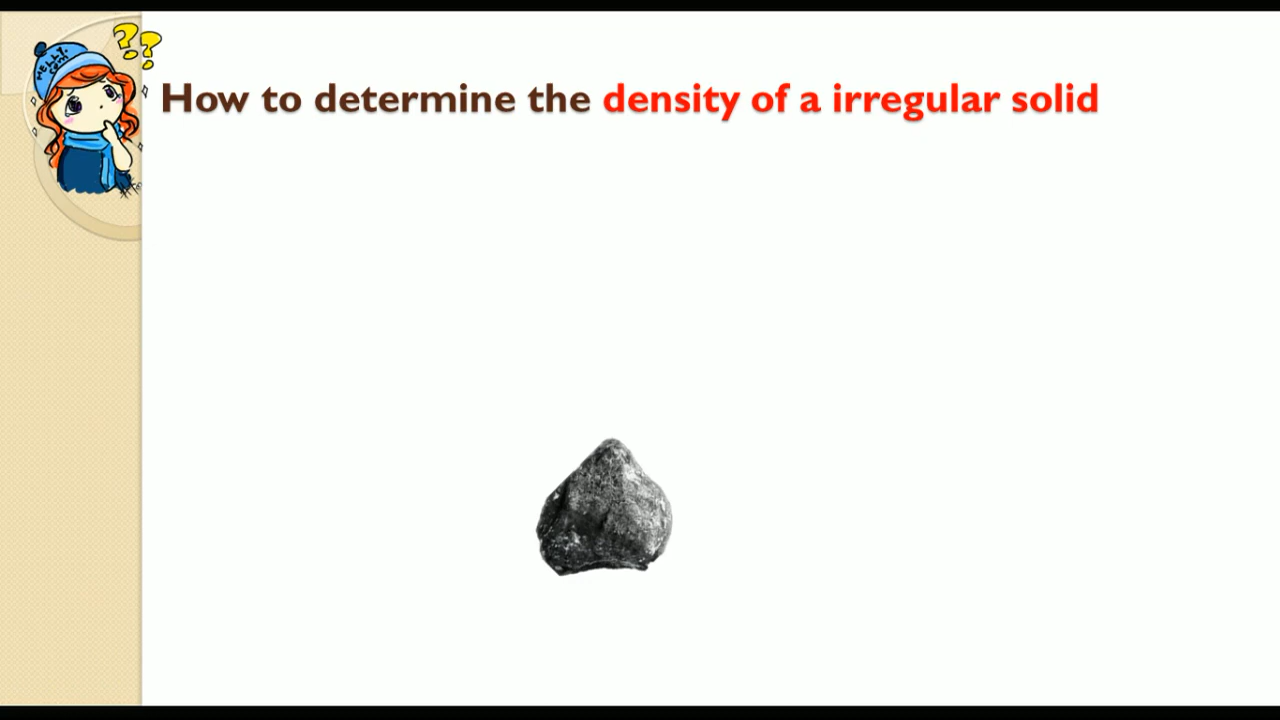 How to determine the density of a irregular solid
??